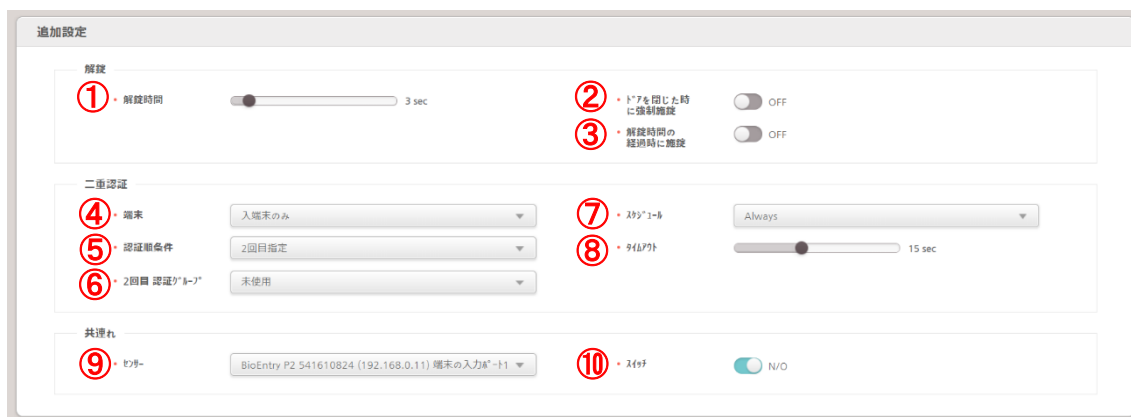 追加設定
解錠
① • 解錠時間 3 sec
② • ﾄﾞｱを閉じた時
に強制施錠 OFF
③ • 解錠時間の
経過時に施錠 OFF
二重認証
④ • 端末 入端末のみ
⑦ • ｽｹｼﾞｭｰﾙ Always
⑤ • 認証順条件 2回目指定
⑧ • ﾀｲﾑｱｳﾄ 15 sec
⑥ • 2回目 認証ｸﾞﾙｰﾌﾟ 未使用
共連れ
⑨ • ｾﾝｻｰ BioEntry P2 541610824 (192.168.0.11) 端末の入力ﾎﾟｰﾄ1
⑩ • ｽｲｯﾁ N/O